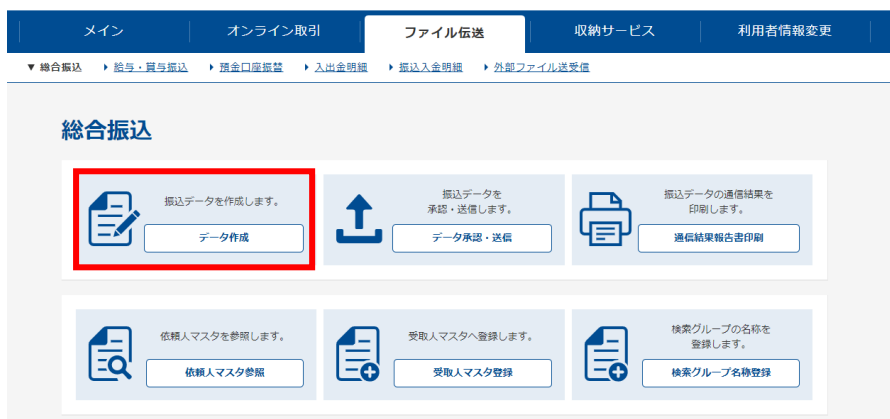 メイン オンライン取引 ファイル伝送 収納サービス 利用者情報変更
▼ 総合振込 ▶ 給与・賞与振込 ▶ 預金口座振替 ▶ 入出金明細 ▶ 振込入金明細 ▶ 外部ファイル送受信
総合振込
振込データを作成します。
データ作成
振込データを
承認・送信します。
データ承認・送信
振込データの通信結果を
印刷します。
通信結果報告書印刷
依頼人マスタを参照します。
依頼人マスタ参照
受取人マスタへ登録します。
受取人マスタ登録
検索グループの名称を
登録します。
検索グループ名称登録